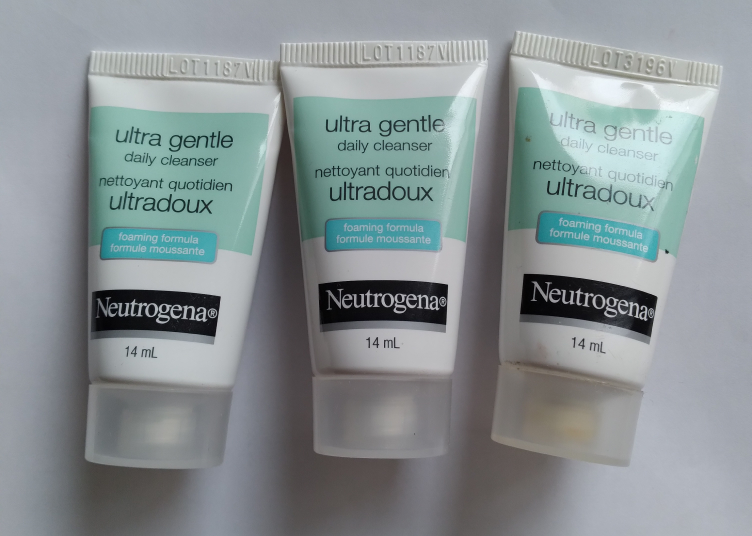 LOT1187V
ultra gentle
daily cleanser
nettoyant quotidien
ultradoux
foaming formula
formule moussante
Neutrogena®
14 mL
LOT1187V
ultra gentle
daily cleanser
nettoyant quotidien
ultradoux
foaming formula
formule moussante
Neutrogena®
14 mL
LOT3196V
ultra gentle
daily cleanser
nettoyant quotidien
ultradoux
foaming formula
formule moussante
Neutrogena®
14 mL